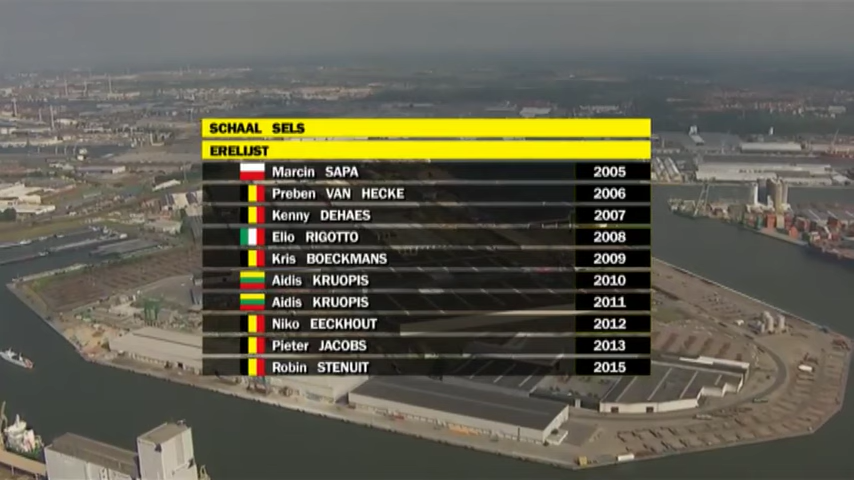 SCHAAL SELS
ERELIJST
Marcin SAPA 2005
Preben VAN HECKE 2006
Kenny DEHAES 2007
Elio RIGOTTO 2008
Kris BOECKMANS 2009
Aidis KRUOPIS 2010
Aidis KRUOPIS 2011
Niko EECKHOUT 2012
Pieter JACOBS 2013
Robin STENUIT 2015